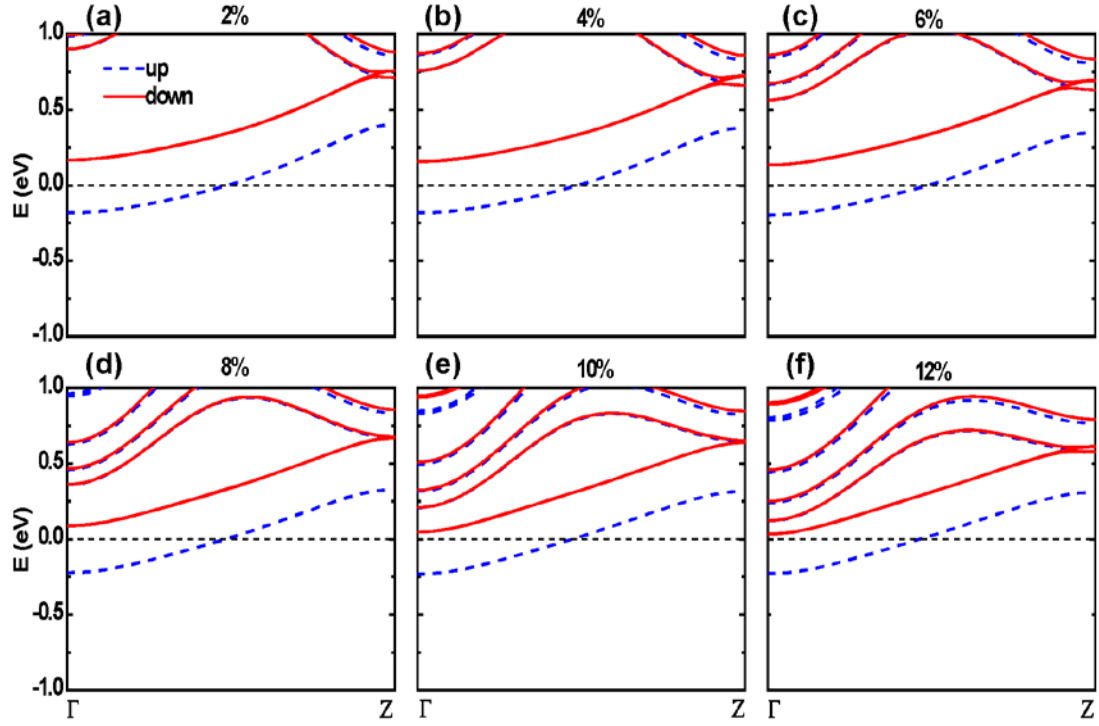 (a) 2% (b) 4% (c) 6%
1.0
up
down
0.5
0.0
-0.5
-1.0
E (eV)
(d) 8% (e) 10% (f) 12%
1.0
0.5
0.0
-0.5
-1.0
E (eV)
Γ Z Γ Z Γ Z